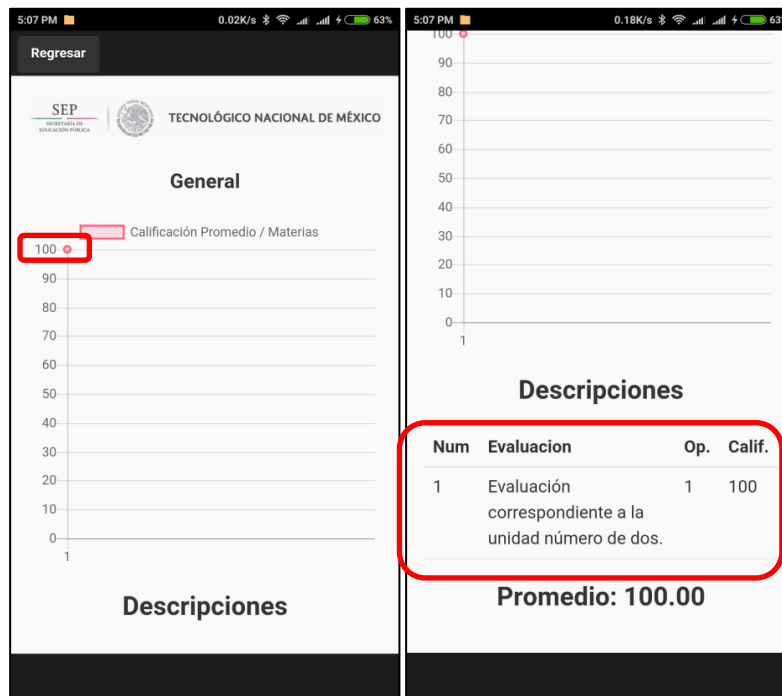 5:07 PM 0.02K/s 63%
Regresar
SEP
SECRETARÍA DE
EDUCACIÓN PÚBLICA
TECNOLÓGICO NACIONAL DE MÉXICO
General
Calificación Promedio / Materias
100
90
80
70
60
50
40
30
20
10
0
1
Descripciones
5:07 PM 0.18K/s 63%
100
90
80
70
60
50
40
30
20
10
0
1
Descripciones
Num Evaluacion Op. Calif.
1 Evaluación 1 100
correspondiente a la
unidad número de dos.
Promedio: 100.00